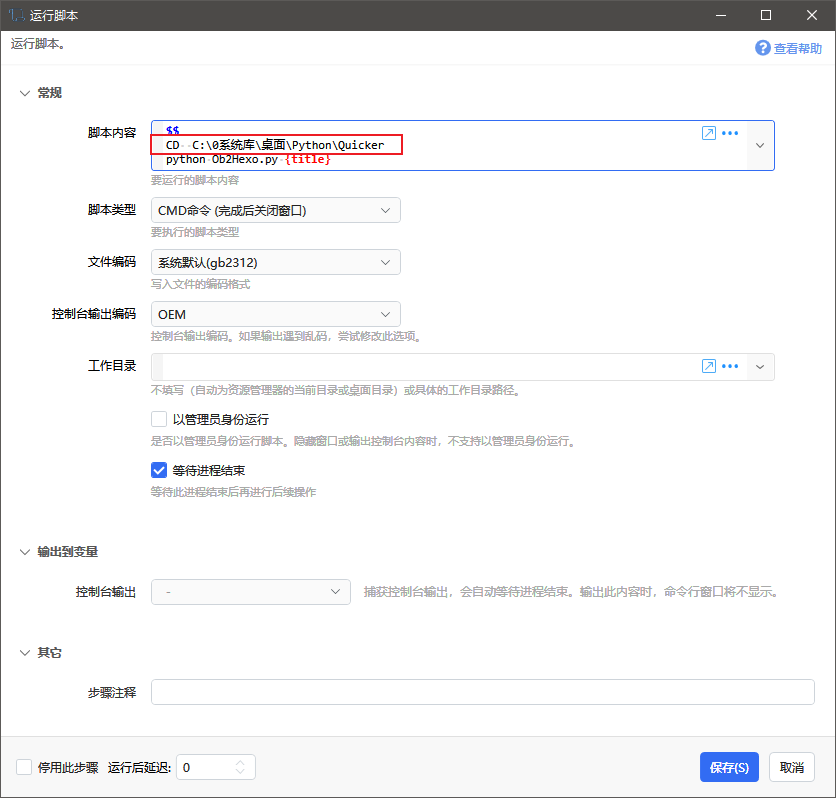 运行脚本
运行脚本。
查看帮助
常规
脚本内容
$$
CD  C:\0系统库\桌面\Python\Quicker
python Ob2Hexo.py {title}
要运行的脚本内容
脚本类型
CMD命令 (完成后关闭窗口)
要执行的脚本类型
文件编码
系统默认(gb2312)
写入文件的编码格式
控制台输出编码
OEM
控制台输出编码。如果输出遇到乱码，尝试修改此选项。
工作目录
不填写（自动为资源管理器的当前目录或桌面目录）或具体的工作目录路径。
以管理员身份运行
是否以管理员身份运行脚本。隐藏窗口或输出控制台内容时，不支持以管理员身份运行。
等待进程结束
等待此进程结束后再进行后续操作
输出到变量
控制台输出
-
捕获控制台输出，会自动等待进程结束。输出此内容时，命令行窗口将不显示。
其它
步骤注释
停用此步骤
运行后延迟:
0
保存(S)
取消